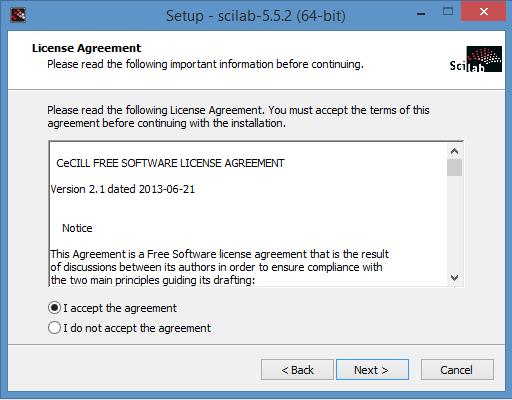 Setup - scilab-5.5.2 (64-bit)
License Agreement
Please read the following important information before continuing.
Scilab
Please read the following License Agreement. You must accept the terms of this
agreement before continuing with the installation.
CeCILL FREE SOFTWARE LICENSE AGREEMENT
Version 2.1 dated 2013-06-21
Notice
This Agreement is a Free Software license agreement that is the result
of discussions between its authors in order to ensure compliance with
the two main principles guiding its drafting:
I accept the agreement
I do not accept the agreement
< Back Next > Cancel